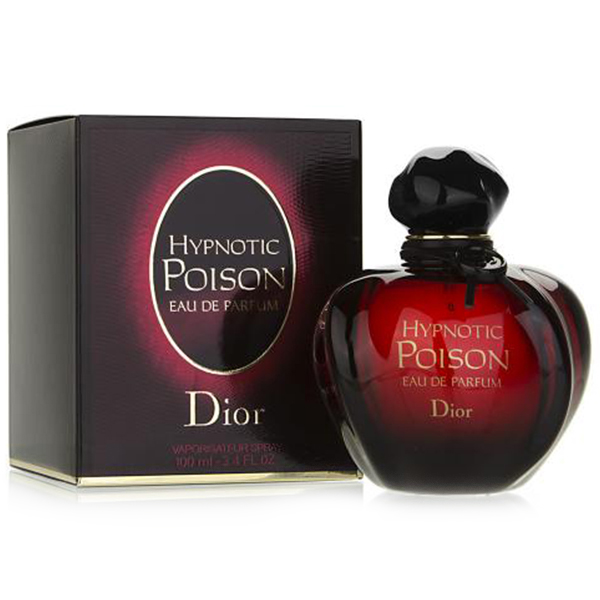 HYPNOTIC
POISON
EAU DE PARFUM
Dior
VAPORISATEUR SPRAY
100 ml - 3.4 FL.OZ
HYPNOTIC
POISON
EAU DE PARFUM
Dior